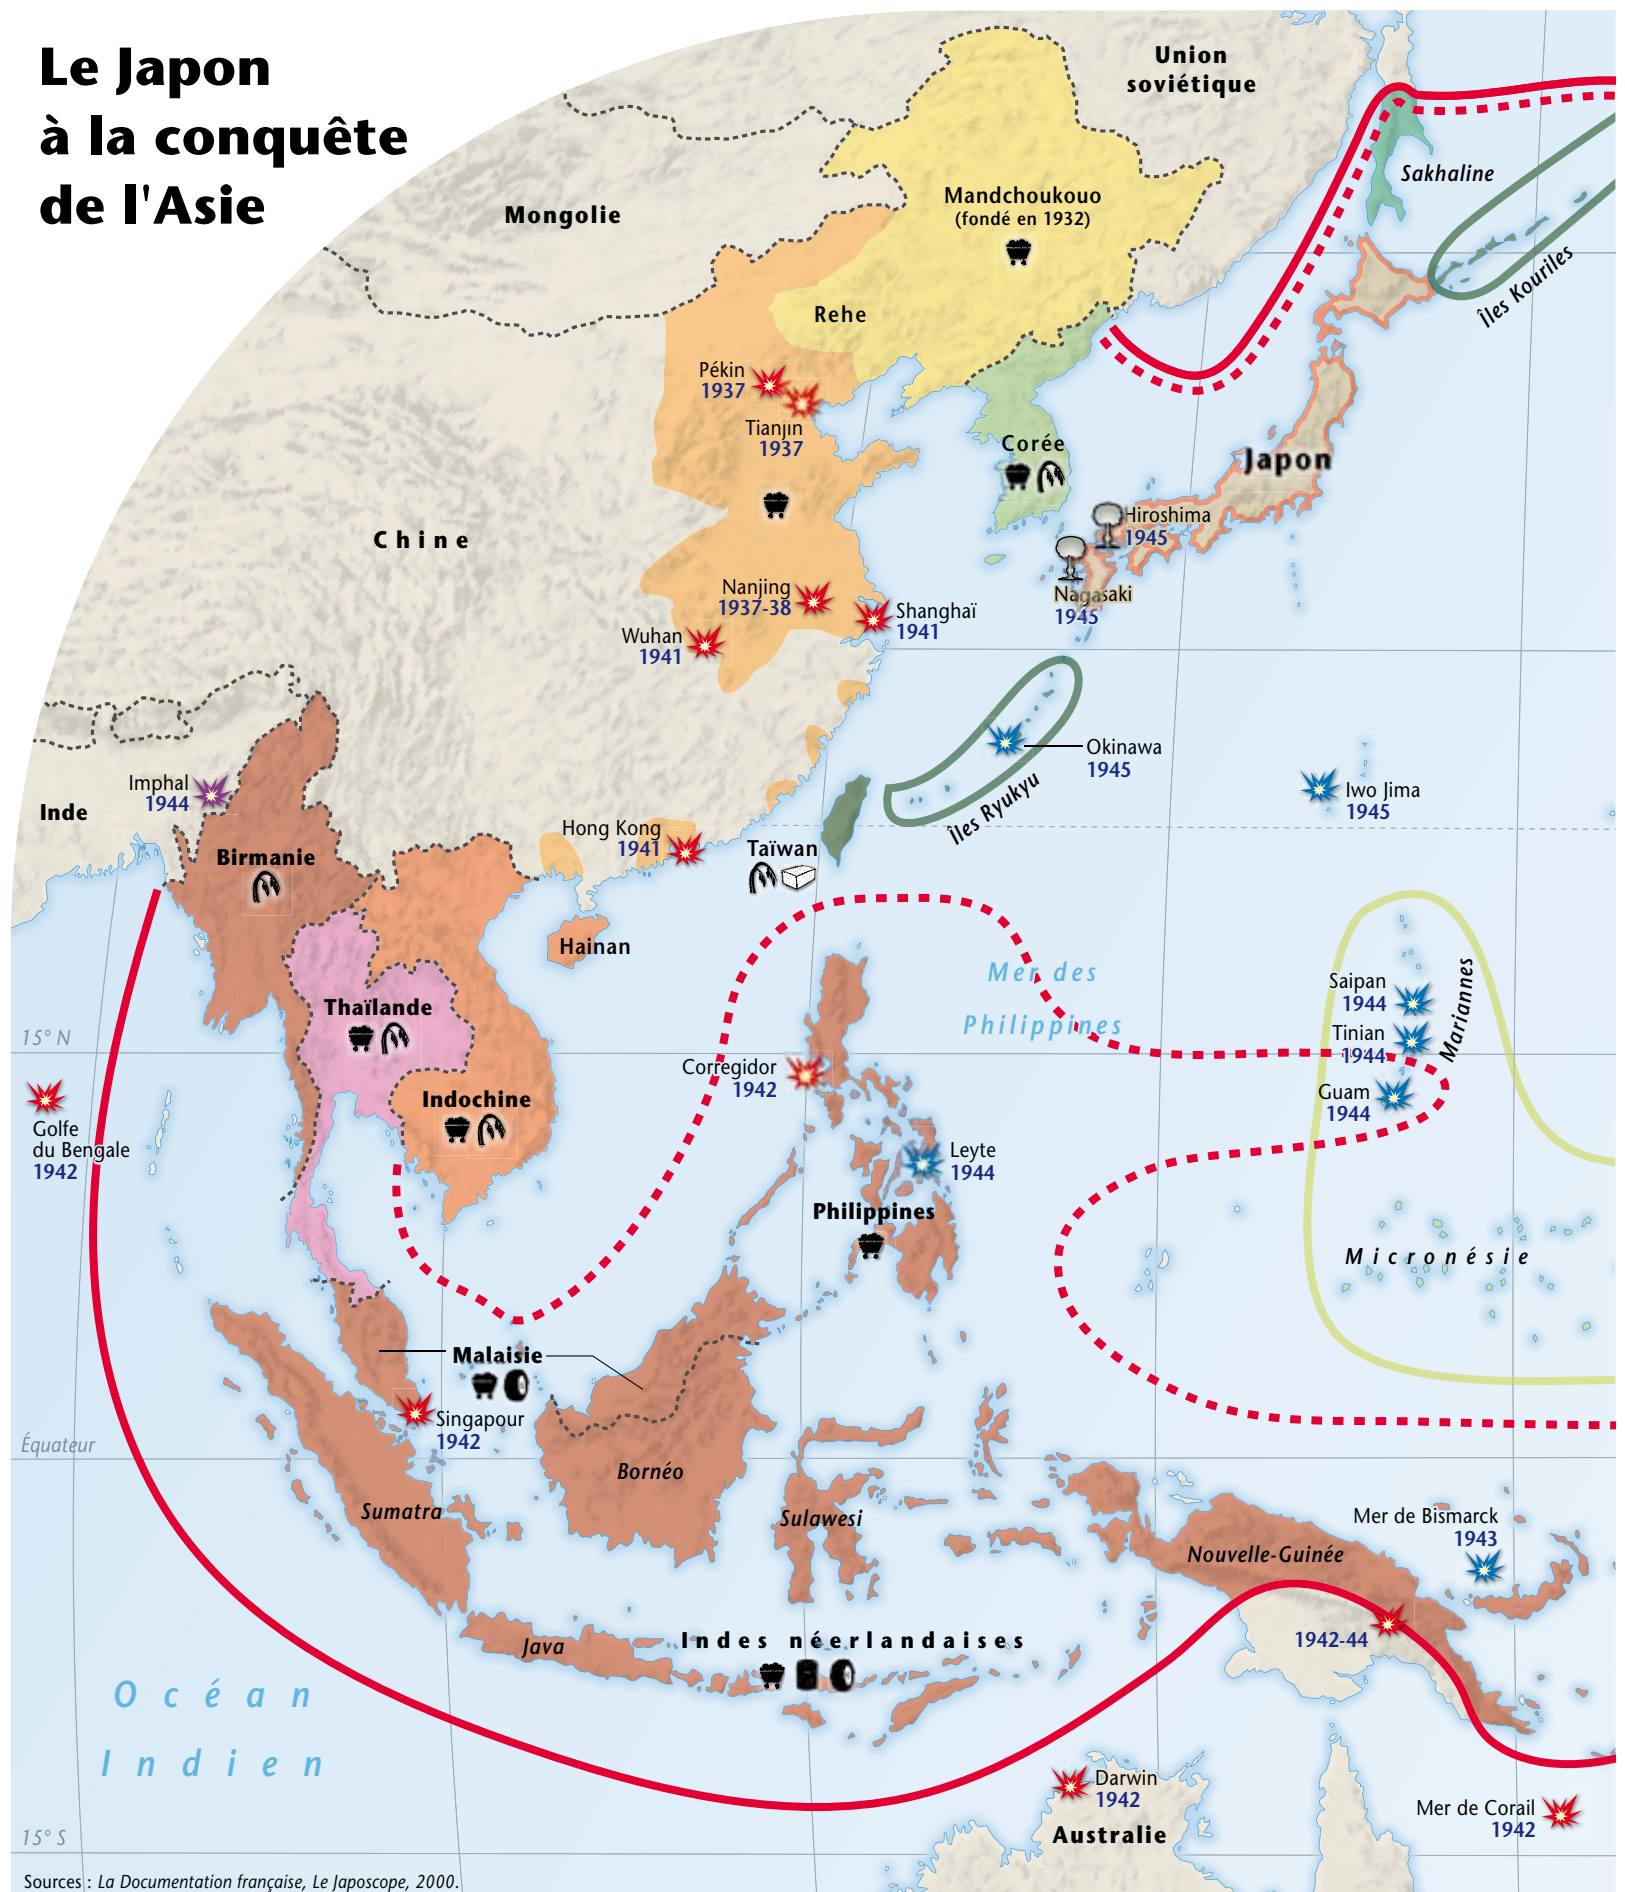 Le Japon
à la conquête
de l'Asie
Union
soviétique
Sakhaline
Mongolie
Mandchoukouo
(fondé en 1932)
Îles Kouriles
Rehe
Pékin
1937
Tianjin
1937
Corée
Japon
Hiroshima
1945
Nagasaki
1945
Chine
Nanjing
1937-38
Shanghaï
1941
Wuhan
1941
Okinawa
1945
Îles Ryukyu
Iwo Jima
1945
Imphal
1944
Inde
Birmanie
Hong Kong
1941
Taïwan
Hainan
Mer des
Philippines
Saipan
1944
Tinian
1944
Guam
1944
Mariannes
Thaïlande
15° N
Corregidor
1942
Indochine
Golfe
du Bengale
1942
Leyte
1944
Philippines
Micronésie
Malaisie
Singapour
1942
Équateur
Bornéo
Sumatra
Sulawesi
Mer de Bismarck
1943
Nouvelle-Guinée
1942-44
Java
Indes néerlandaises
Océan
Indien
Darwin
1942
Australie
Mer de Corail
1942
15° S
Sources : La Documentation française, Le Japoscope, 2000.